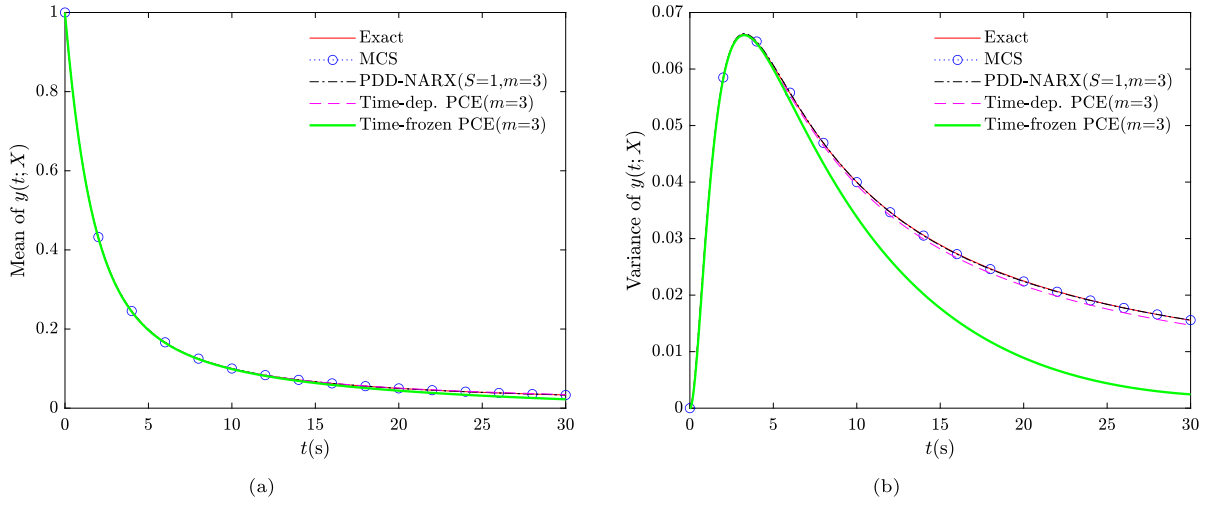 1
0.8
0.6
0.4
0.2
0
Mean of y(t; X)
0 5 10 15 20 25 30
t(s)
Exact
MCS
PDD-NARX(S=1,m=3)
Time-dep. PCE(m=3)
Time-frozen PCE(m=3)
(a)
0.07
0.06
0.05
0.04
0.03
0.02
0.01
0
Variance of y(t; X)
0 5 10 15 20 25 30
t(s)
Exact
MCS
PDD-NARX(S=1,m=3)
Time-dep. PCE(m=3)
Time-frozen PCE(m=3)
(b)